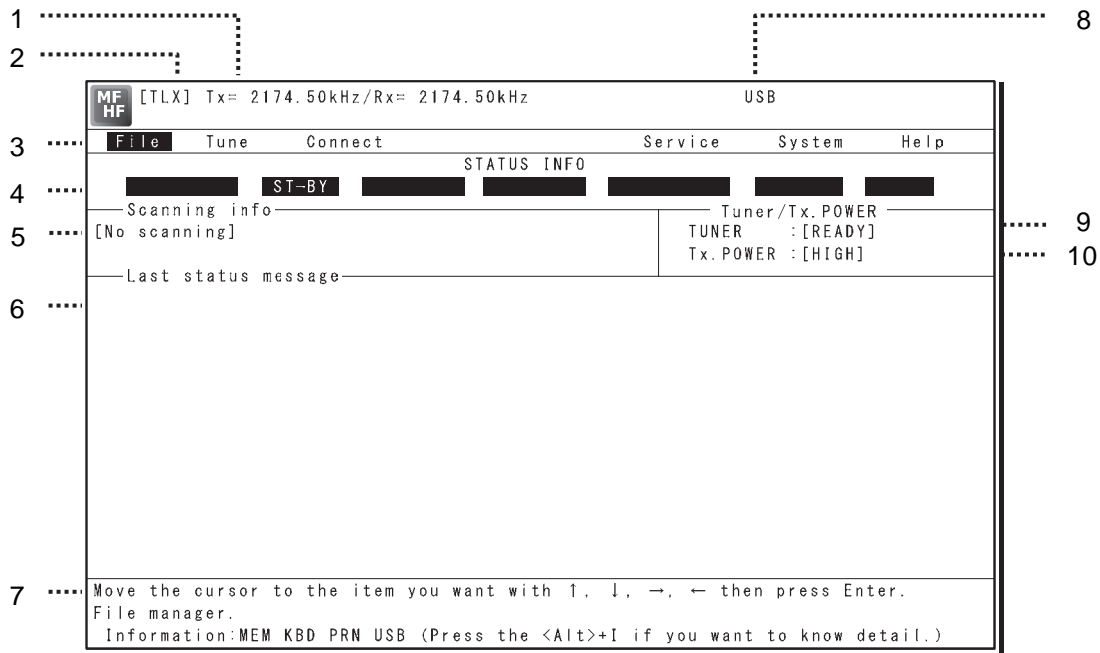 1
8
2
MF HF [TLX] Tx= 2174.50kHz/Rx= 2174.50kHz USB
3 File Tune Connect Service System Help
STATUS INFO
4 ST-BY
Scanning info Tuner/Tx.POWER
5 [No scanning] TUNER :[READY] 9
Tx.POWER :[HIGH] 10
Last status message
6
7 Move the cursor to the item you want with ↑, ↓, →, ← then press Enter.
File manager.
Information:MEM KBD PRN USB (Press the <Alt>+I if you want to know detail.)